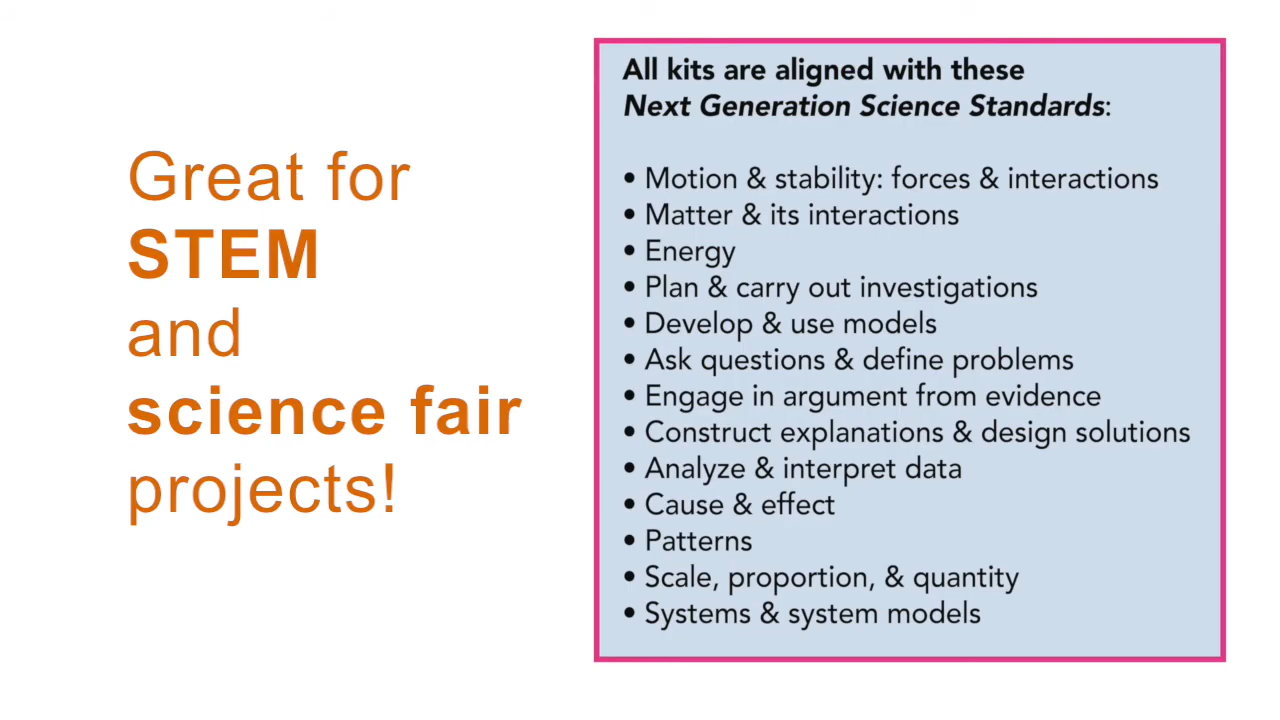 Great for
STEM
and
science fair
projects!
All kits are aligned with these
Next Generation Science Standards:
• Motion & stability: forces & interactions
• Matter & its interactions
• Energy
• Plan & carry out investigations
• Develop & use models
• Ask questions & define problems
• Engage in argument from evidence
• Construct explanations & design solutions
• Analyze & interpret data
• Cause & effect
• Patterns
• Scale, proportion, & quantity
• Systems & system models